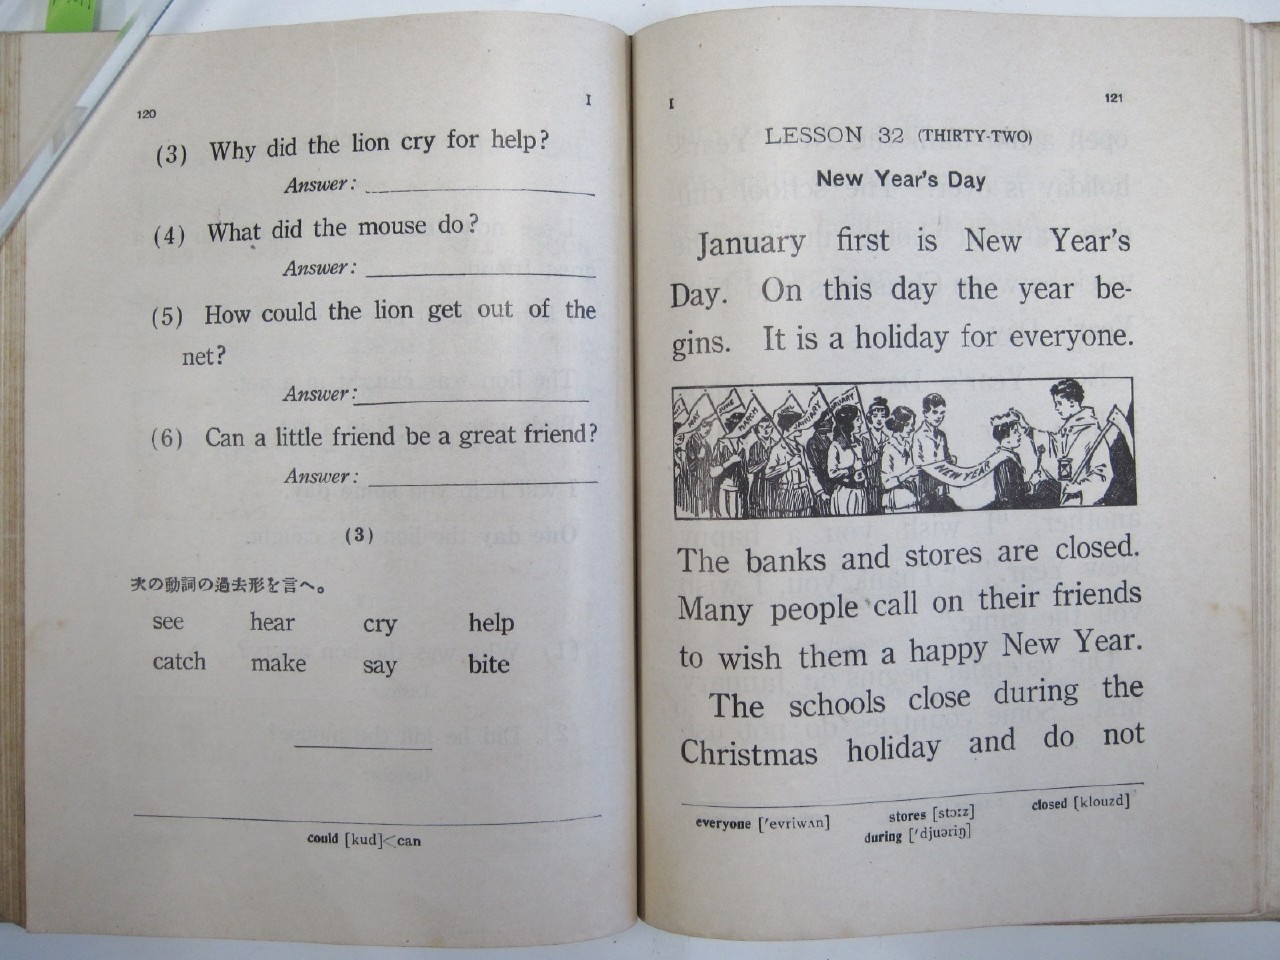 120 I
(3) Why did the lion cry for help?
Answer:
(4) What did the mouse do?
Answer:
(5) How could the lion get out of the
net?
Answer:
(6) Can a little friend be a great friend?
Answer:
(3)
次の動詞の過去形を言へ。
see hear cry help
catch make say bite
could [kud]<can
I 121
LESSON 32 (THIRTY-TWO)
New Year's Day
January first is New Year's
Day. On this day the year be-
gins. It is a holiday for everyone.
MAY JUNE MARCH
NEW YEAR
The banks and stores are closed.
Many people call on their friends
to wish them a happy New Year.
The schools close during the
Christmas holiday and do not
everyone [ˈevriwʌn] stores [stɔːz] closed [klouzd]
during [ˈdjuəriŋ]